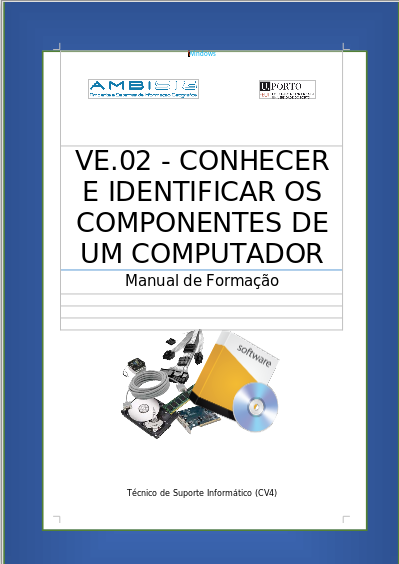 Windows
AMBISIG
U.PORTO
VE.02 - CONHECER
E IDENTIFICAR OS
COMPONENTES DE
UM COMPUTADOR
Manual de Formação
software
Técnico de Suporte Informático (CV4)